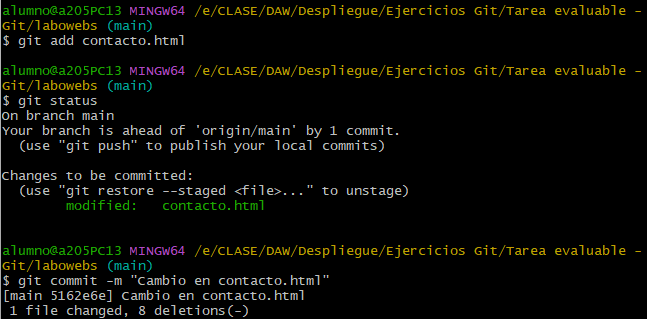 alumno@a205PC13 MINGW64 /e/CLASE/DAW/Despliegue/Ejercicios Git/Tarea evaluable -
Git/labowebs (main)
$ git add contacto.html
alumno@a205PC13 MINGW64 /e/CLASE/DAW/Despliegue/Ejercicios Git/Tarea evaluable -
Git/labowebs (main)
$ git status
On branch main
Your branch is ahead of 'origin/main' by 1 commit.
  (use "git push" to publish your local commits)
Changes to be committed:
  (use "git restore --staged <file>..." to unstage)
        modified:   contacto.html
alumno@a205PC13 MINGW64 /e/CLASE/DAW/Despliegue/Ejercicios Git/Tarea evaluable -
Git/labowebs (main)
$ git commit -m "Cambio en contacto.html"
[main 5162e6e] Cambio en contacto.html
 1 file changed, 8 deletions(-)